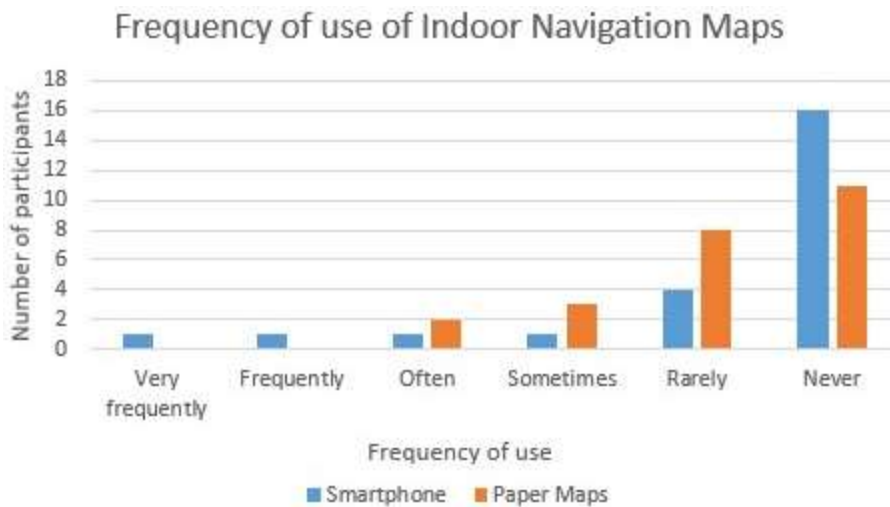 Frequency of use of Indoor Navigation Maps
Number of participants
18
16
14
12
10
8
6
4
2
0
Very frequently
Frequently
Often
Sometimes
Rarely
Never
Frequency of use
Smartphone
Paper Maps